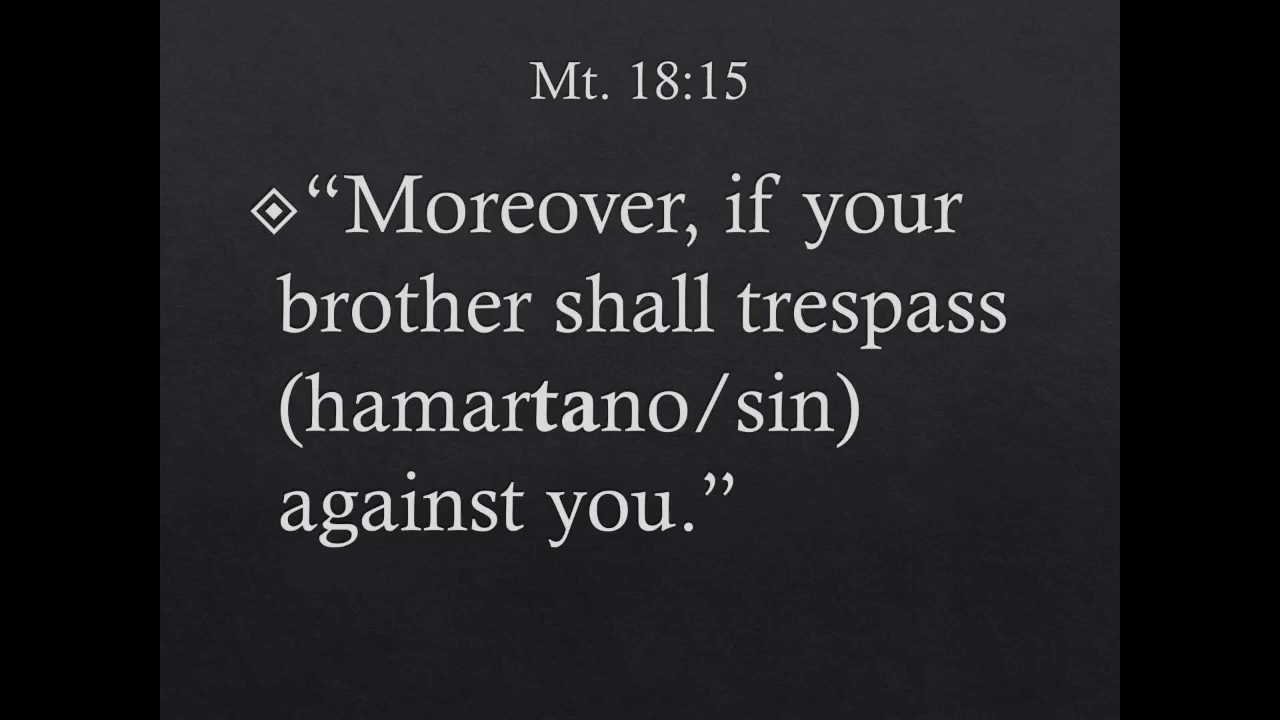 Mt. 18:15
“Moreover, if your
brother shall trespass
(hamartano/sin)
against you.”